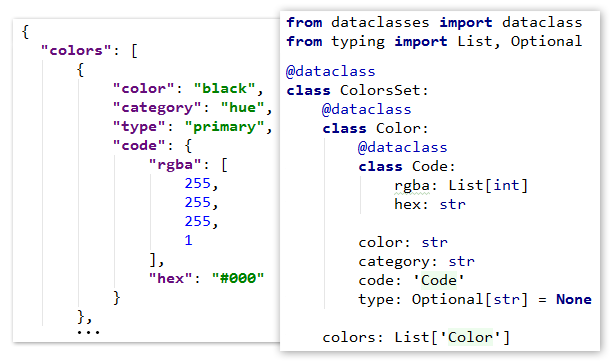 {
  "colors": [
    {
        "color": "black",
        "category": "hue",
        "type": "primary",
        "code": {
            "rgba": [
                255,
                255,
                255,
                1
            ],
            "hex": "#000"
        }
    },
    ...
from dataclasses import dataclass
from typing import List, Optional

@dataclass
class ColorsSet:
    @dataclass
    class Color:
        @dataclass
        class Code:
            rgba: List[int]
            hex: str

        color: str
        category: str
        code: 'Code'
        type: Optional[str] = None

    colors: List['Color']